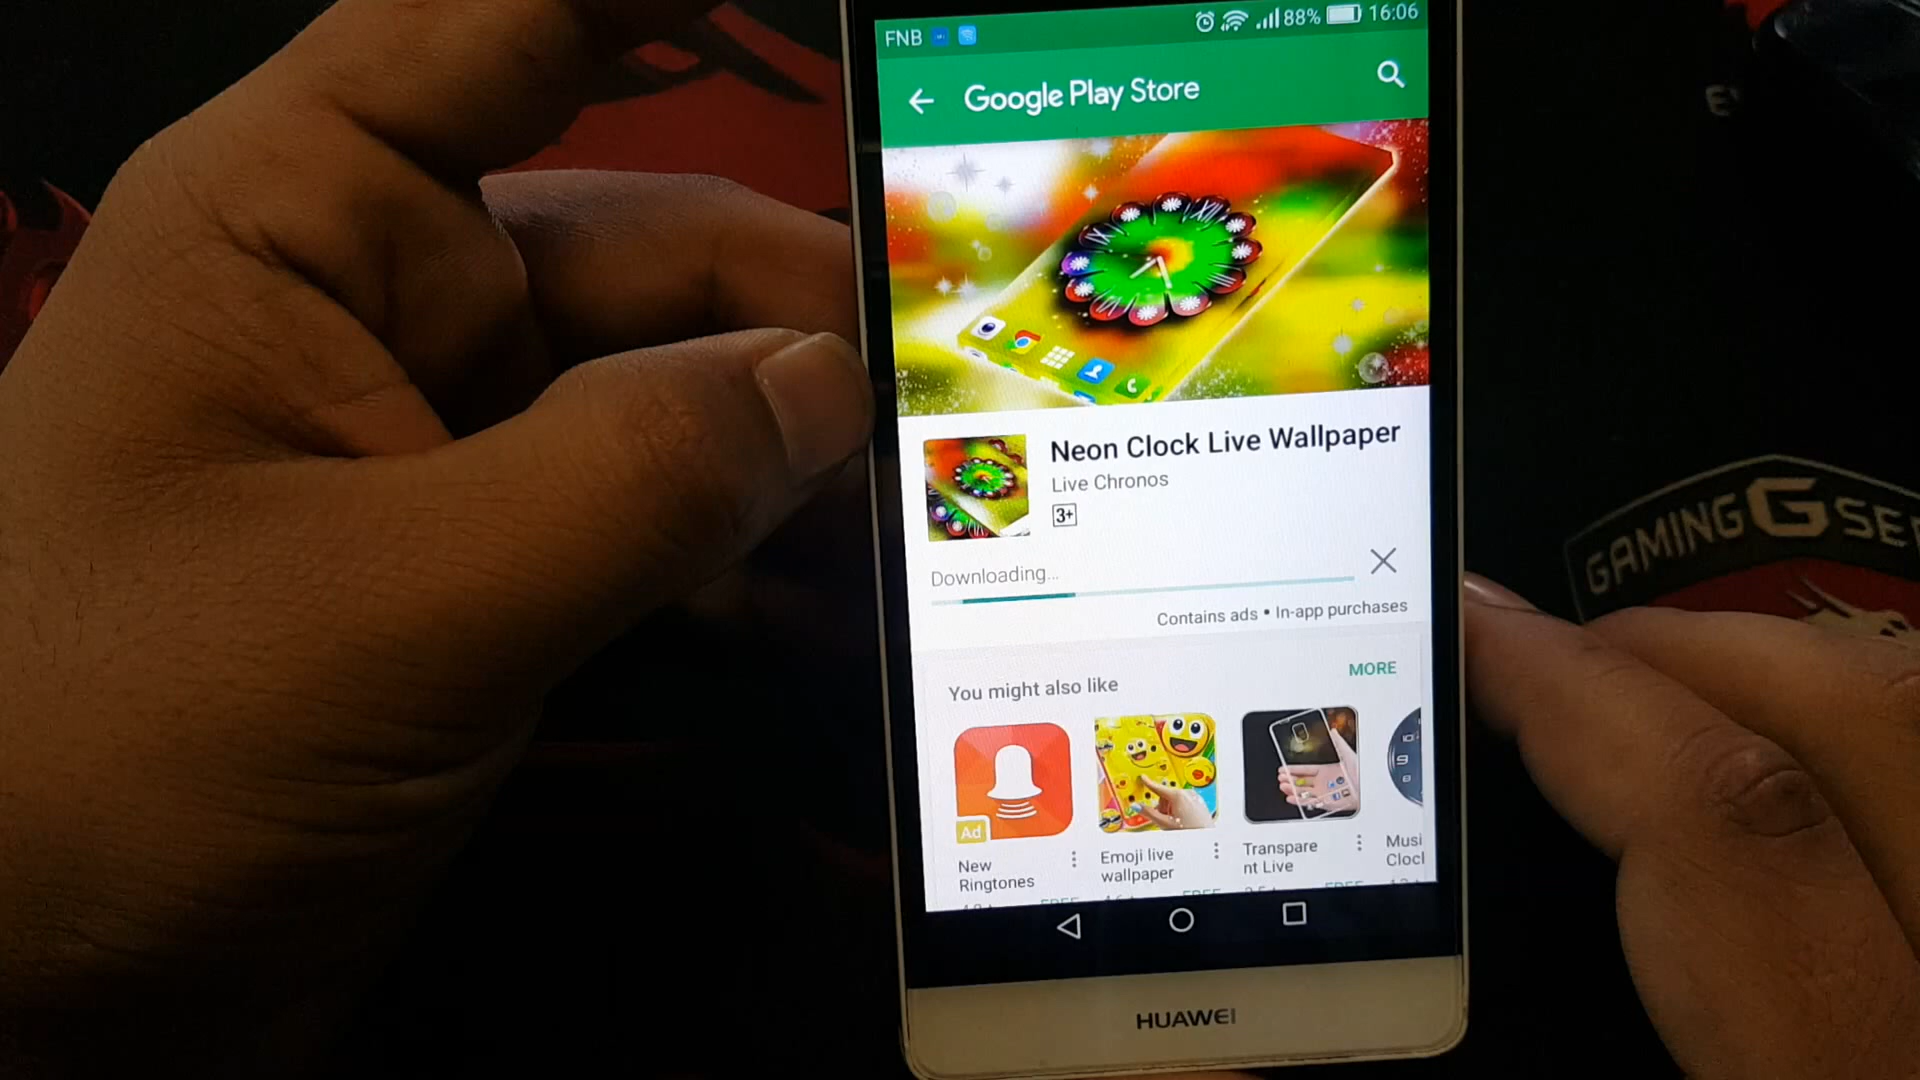 FNB 88% 16:06
Google Play Store
Neon Clock Live Wallpaper
Live Chronos
3+
Downloading...
Contains ads • In-app purchases
You might also like MORE
Ad
New Ringtones
Emoji live wallpaper
Transpare nt Live
Musi Clocl
FREE
HUAWEI
GAMING G SE